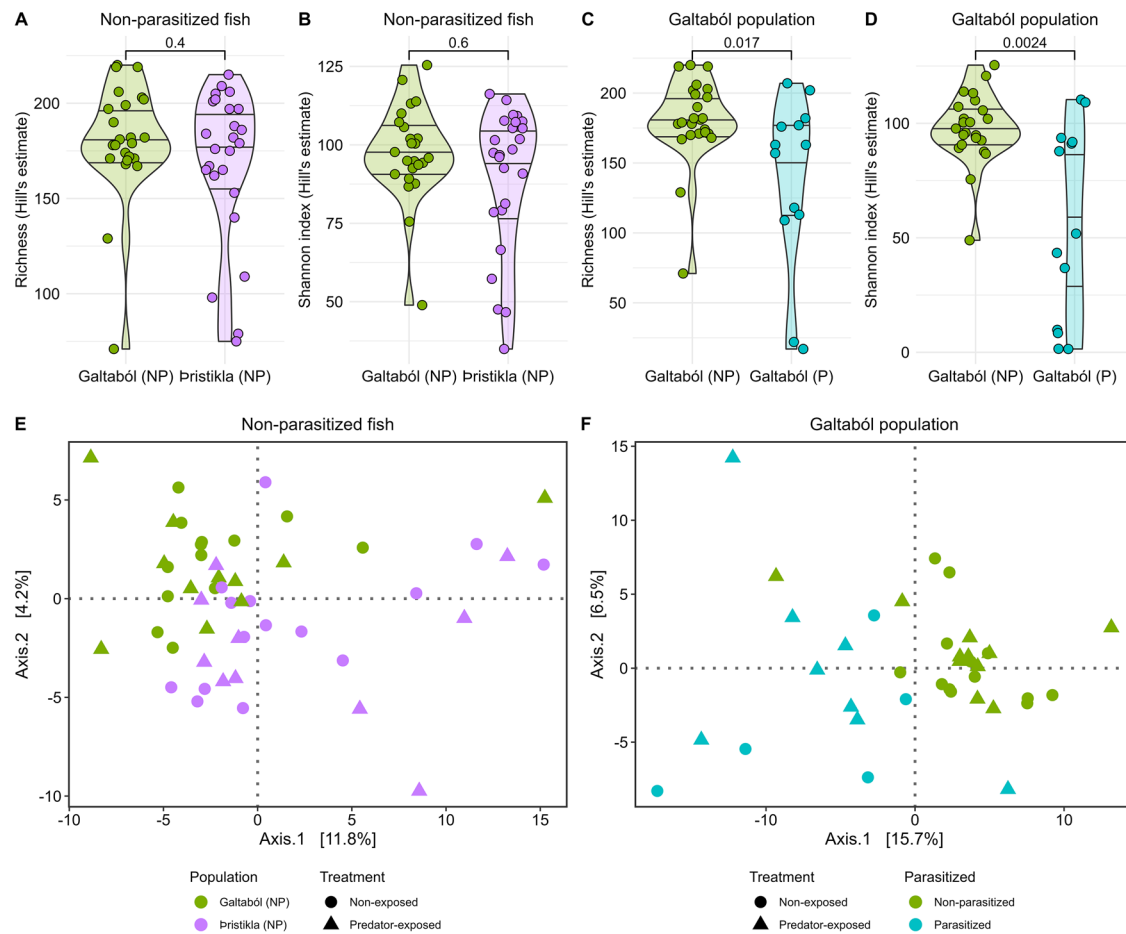 A
Non-parasitized fish
0.4
Richness (Hill's estimate)
200
150
100
Galtaból (NP)
Þristikla (NP)
B
Non-parasitized fish
0.6
Shannon index (Hill's estimate)
125
100
75
50
Galtaból (NP)
Þristikla (NP)
C
Galtaból population
0.017
Richness (Hill's estimate)
200
150
100
50
Galtaból (NP)
Galtaból (P)
D
Galtaból population
0.0024
Shannon index (Hill's estimate)
100
50
0
Galtaból (NP)
Galtaból (P)
E
Non-parasitized fish
Axis.2 [4.2%]
5
0
-5
-10
-10
-5
0
5
10
15
Axis.1 [11.8%]
Population
Galtaból (NP)
Þristikla (NP)
Treatment
Non-exposed
Predator-exposed
F
Galtaból population
Axis.2 [6.5%]
15
10
5
0
-5
-10
0
10
Axis.1 [15.7%]
Treatment
Non-exposed
Predator-exposed
Parasitized
Non-parasitized
Parasitized